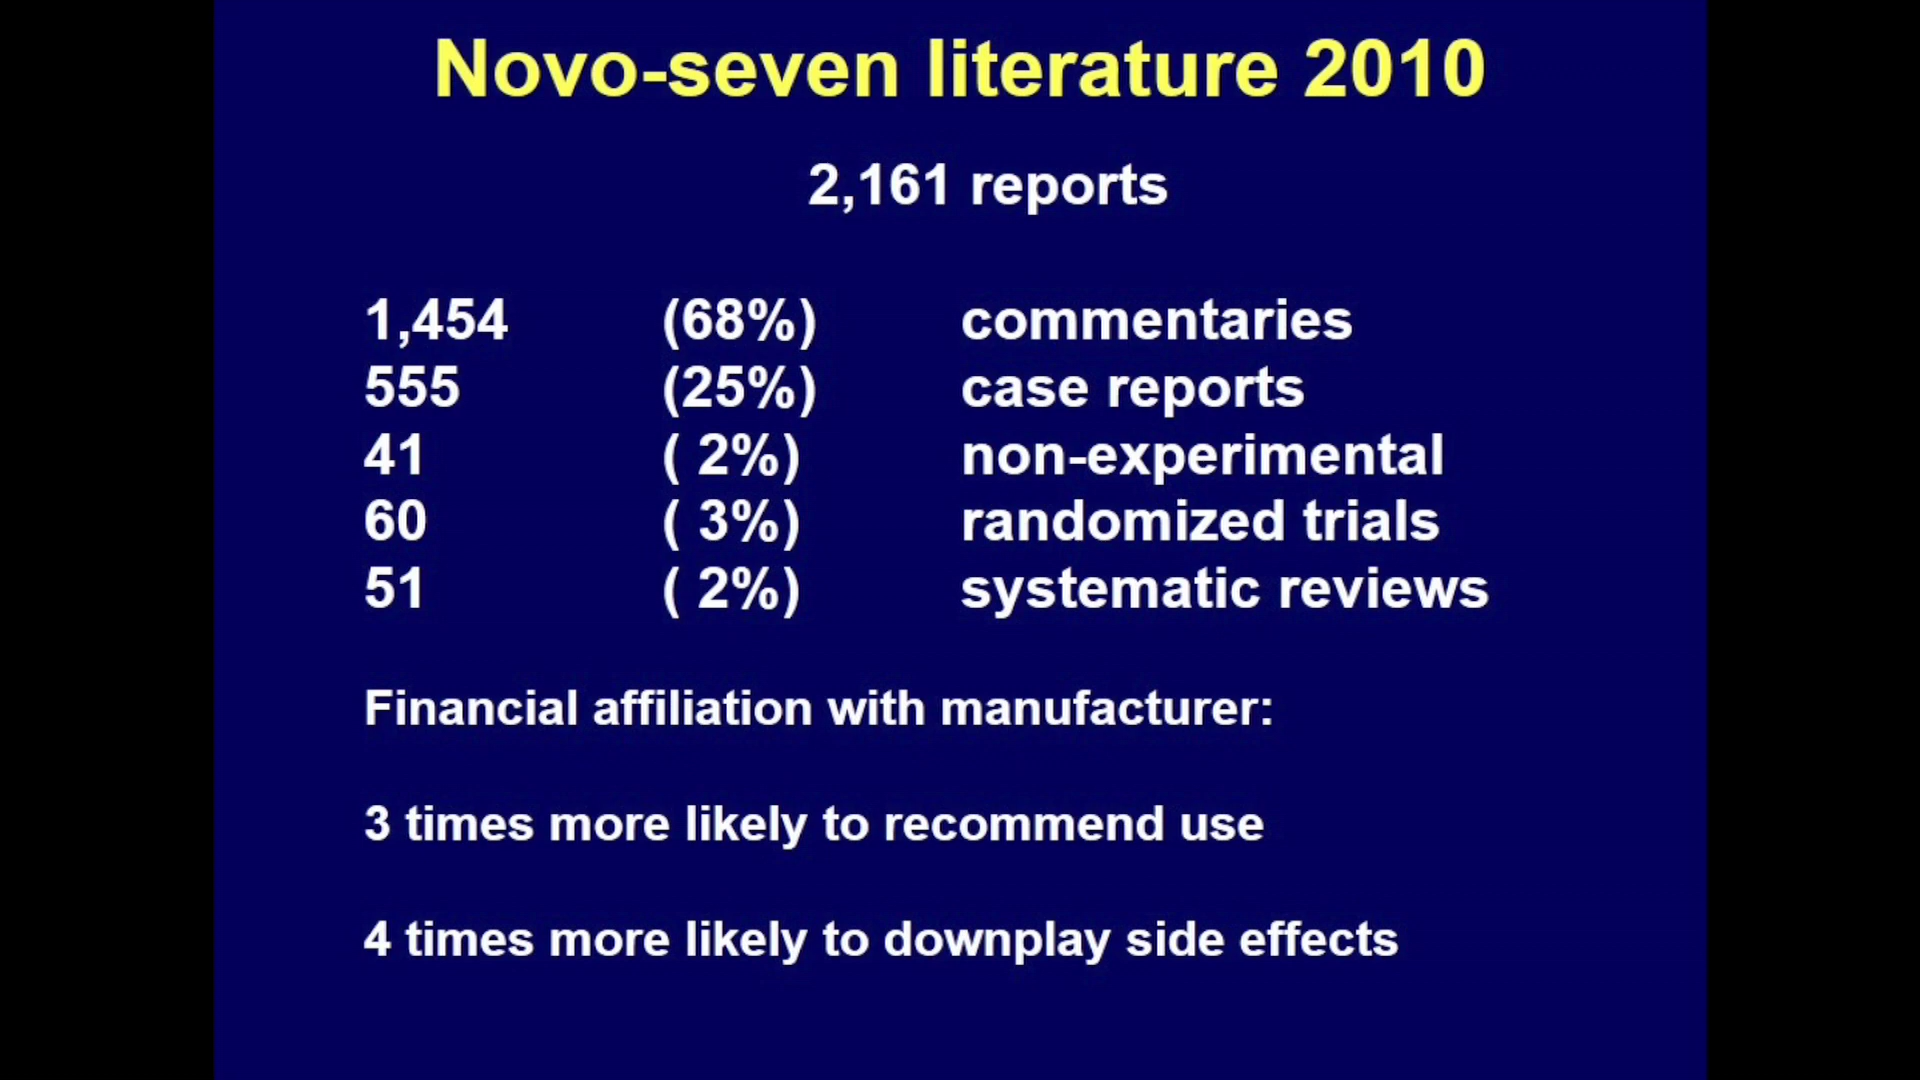 Novo-seven literature 2010
2,161 reports
1,454 (68%) commentaries
555 (25%) case reports
41 ( 2%) non-experimental
60 ( 3%) randomized trials
51 ( 2%) systematic reviews
Financial affiliation with manufacturer:
3 times more likely to recommend use
4 times more likely to downplay side effects